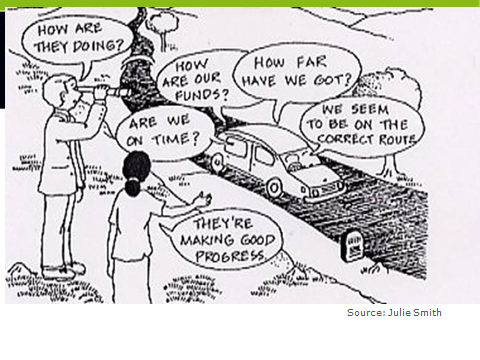 HOW ARE
THEY DOING?
HOW
ARE OUR
FUNDS?
HOW FAR
HAVE WE GOT?
ARE WE
ON TIME?
WE SEEM
TO BE ON THE
CORRECT ROUTE
THEY'RE
MAKING GOOD
PROGRESS.
Source: Julie Smith